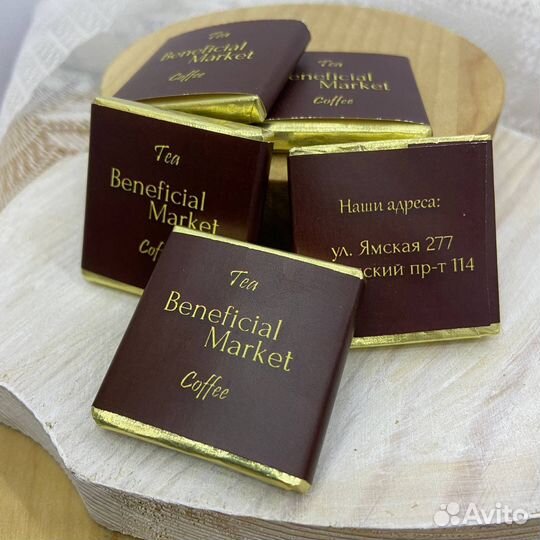 Tea
Beneficial
Market
Coffee
Tea
Beneficial
Market
Coffee
Tea
Beneficial
Market
Наши адреса:
ул. Ямская 277
пр-т 114
Tea
Beneficial
Market
Coffee
Avito